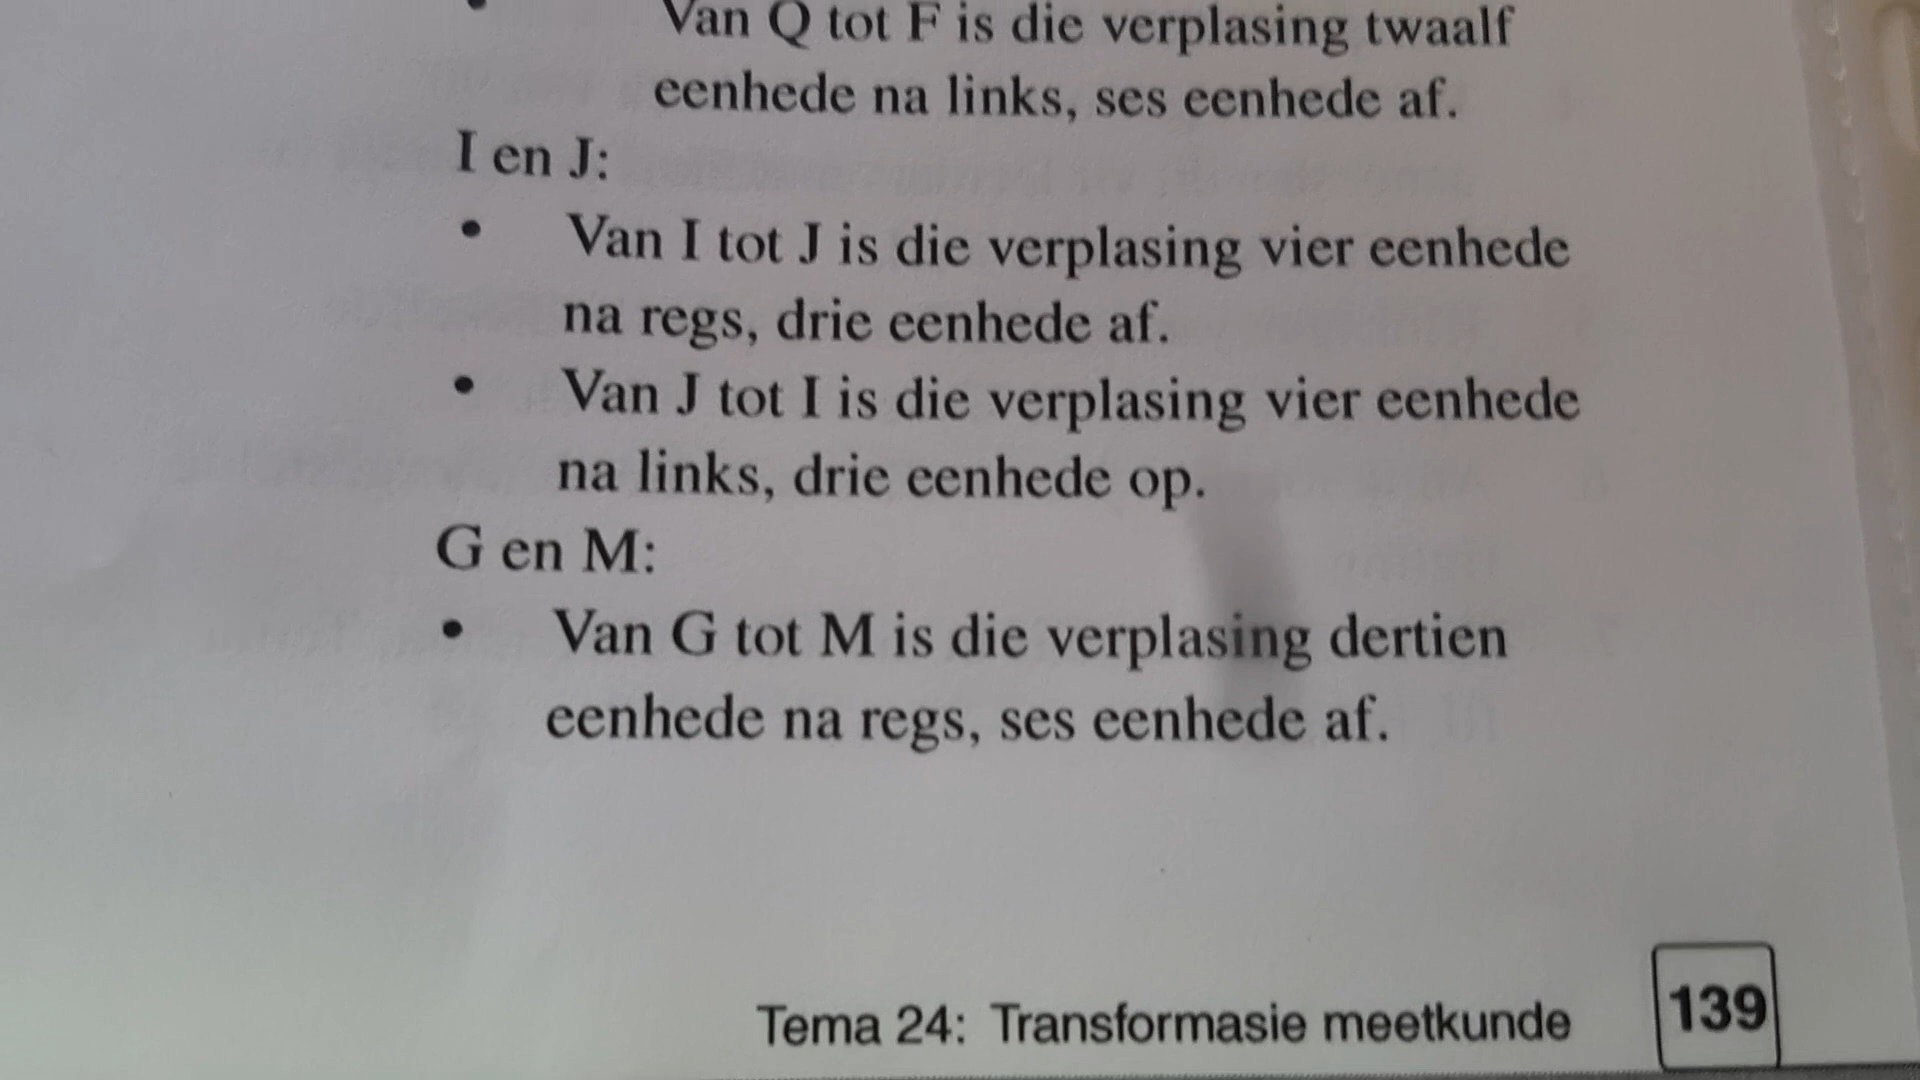 Van Q tot F is die verplasing twaalf
eenhede na links, ses eenhede af.
I en J:
• Van I tot J is die verplasing vier eenhede
na regs, drie eenhede af.
• Van J tot I is die verplasing vier eenhede
na links, drie eenhede op.
G en M:
• Van G tot M is die verplasing dertien
eenhede na regs, ses eenhede af.
Tema 24: Transformasie meetkunde 139